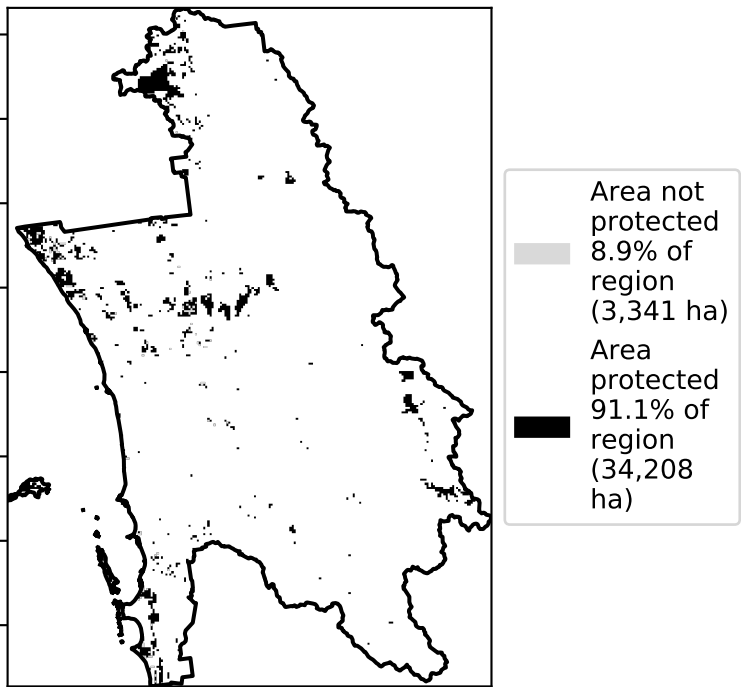 Area not
protected
8.9% of
region
(3,341 ha)
Area
protected
91.1% of
region
(34,208
ha)